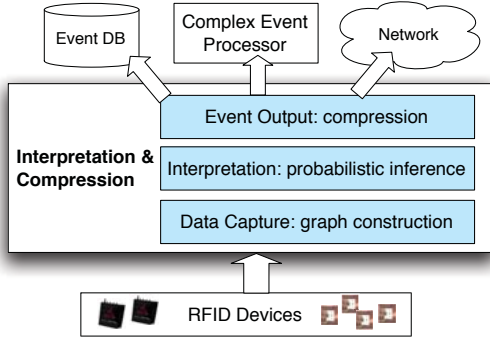 Event DB
Complex Event
Processor
Network
Event Output: compression
Interpretation &
Compression
Interpretation: probabilistic inference
Data Capture: graph construction
RFID Devices